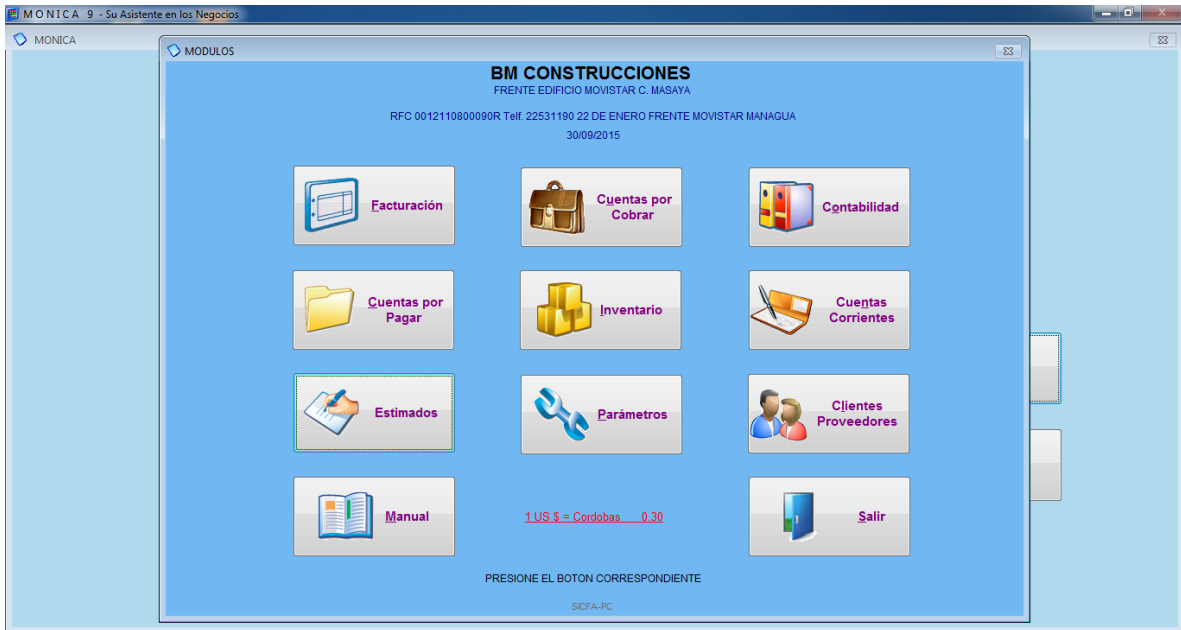 M O N I C A 9 - Su Asistente en los Negocios
MONICA
MODULOS
BM CONSTRUCCIONES
FRENTE EDIFICIO MOVISTAR C. MASAYA
RFC 0012110800090R Telf. 22531190 22 DE ENERO FRENTE MOVISTAR MANAGUA
30/09/2015
Facturación
Cuentas por
Cobrar
Contabilidad
Cuentas por
Pagar
Inventario
Cuentas
Corrientes
Estimados
Parámetros
Clientes
Proveedores
Manual
1 US $ = Cordobas 0.30
Salir
PRESIONE EL BOTON CORRESPONDIENTE
SICFA-PC